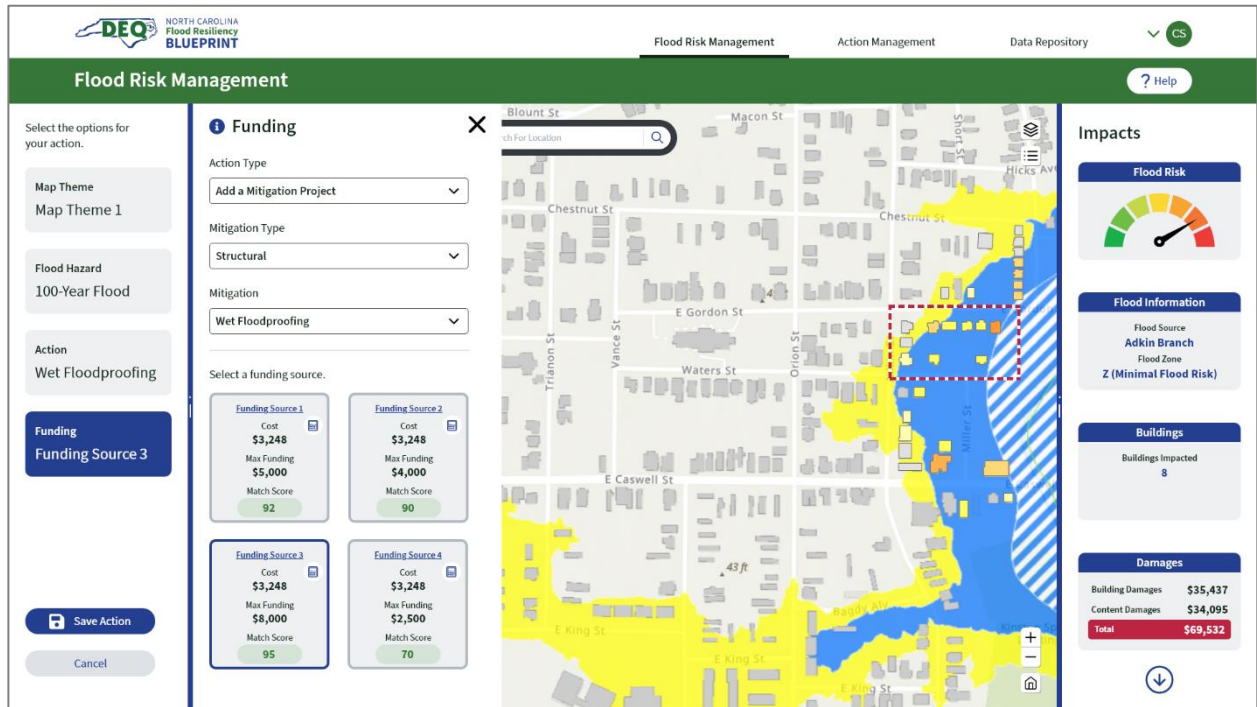 DEQ
NORTH CAROLINA
Flood Resiliency
BLUEPRINT
Flood Risk Management
Action Management
Data Repository
CS
Flood Risk Management
? Help
Select the options for
your action.
Map Theme
Map Theme 1
Flood Hazard
100-Year Flood
Action
Wet Floodproofing
Funding
Funding Source 3
Save Action
Cancel
Funding
Action Type
Add a Mitigation Project
Mitigation Type
Structural
Mitigation
Wet Floodproofing
Select a funding source.
Funding Source 1
Cost
$3,248
Max Funding
$5,000
Match Score
92
Funding Source 2
Cost
$3,248
Max Funding
$4,000
Match Score
90
Funding Source 3
Cost
$3,248
Max Funding
$8,000
Match Score
95
Funding Source 4
Cost
$3,248
Max Funding
$2,500
Match Score
70
Blount St
Macon St
Short St
ch For Location
Hicks Ave
Chestnut St
Chestnut St
E Gordon St
Trianon St
Vance St
Orion St
Waters St
Miller St
E Caswell St
43 ft
Baggy Aly
E King St
E King St
E King St
Impacts
Flood Risk
Flood Information
Flood Source
Adkin Branch
Flood Zone
Z (Minimal Flood Risk)
Buildings
Buildings Impacted
8
Damages
Building Damages $35,437
Content Damages $34,095
Total $69,532